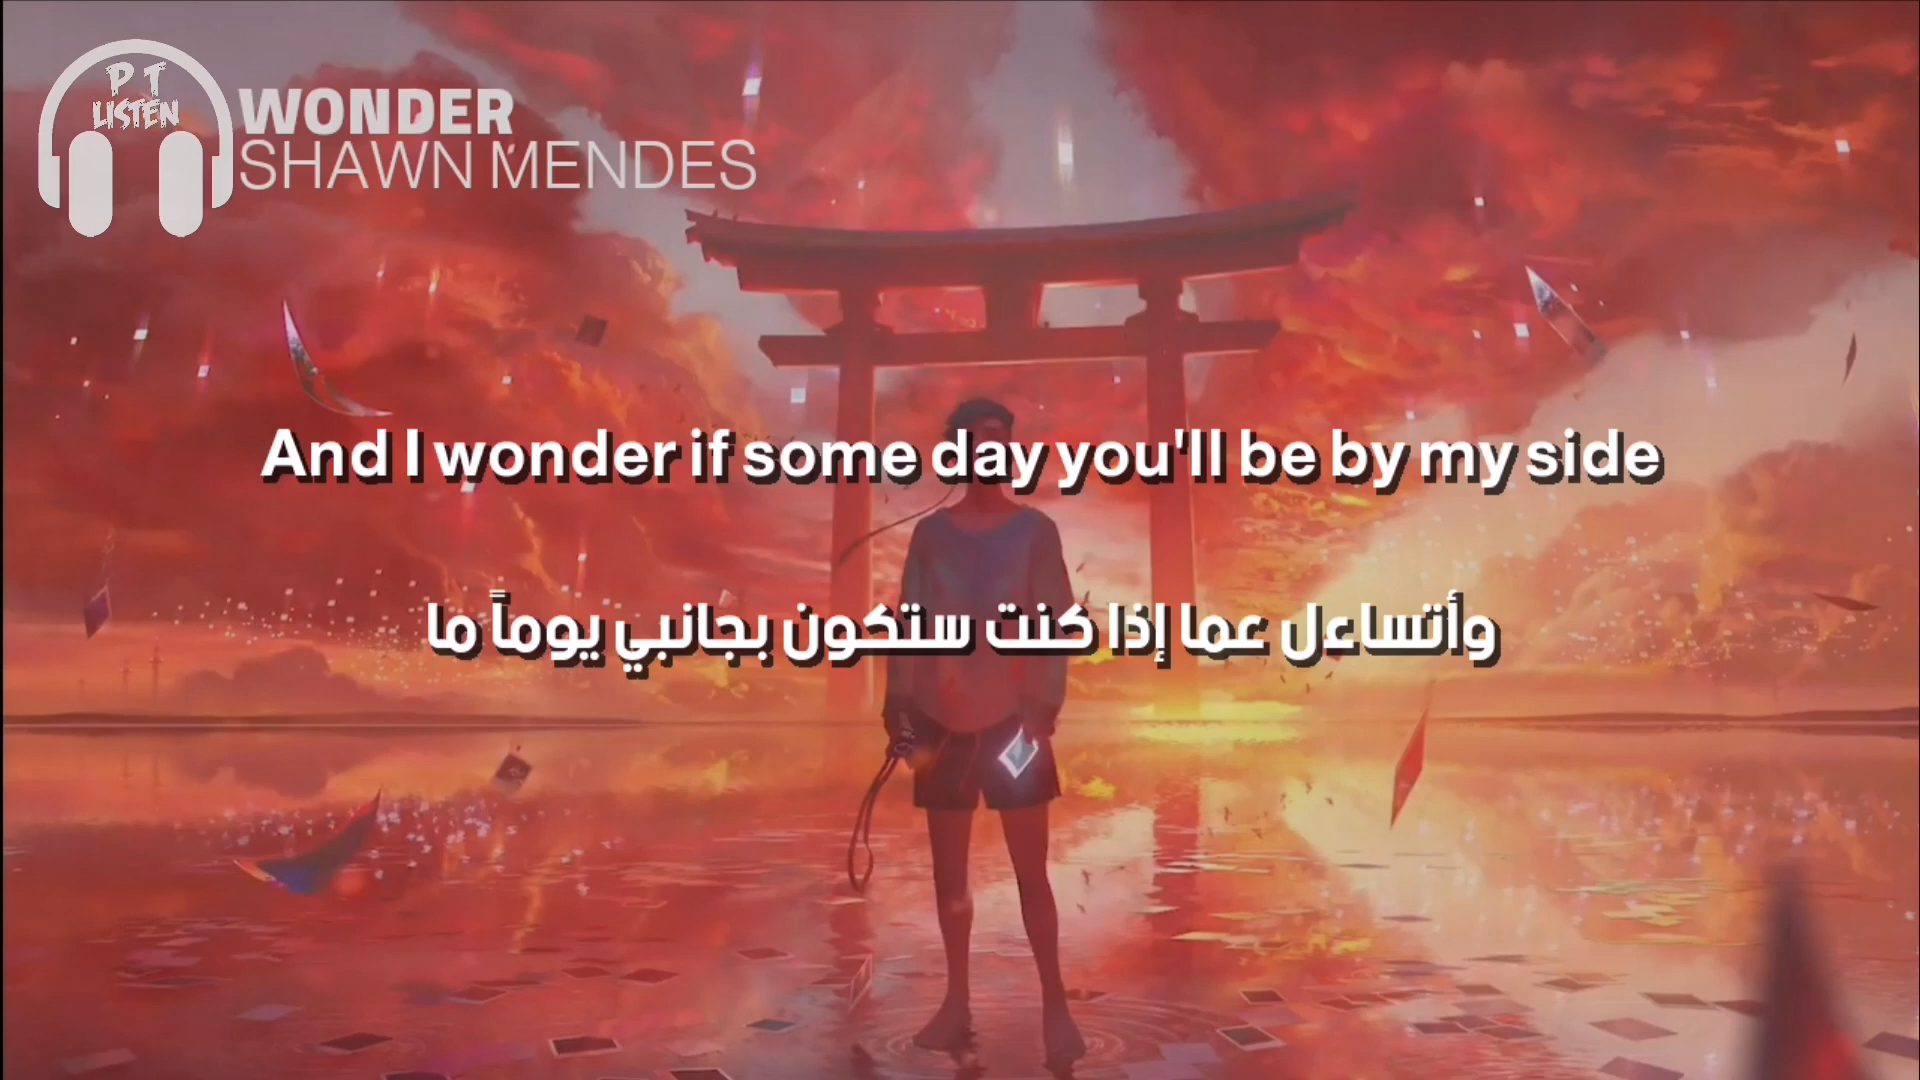 PT
LISTEN
WONDER
SHAWN MENDES
And I wonder if some day you'll be by my side
وأتساءل عما إذا كنت ستكون بجانبي يوماً ما